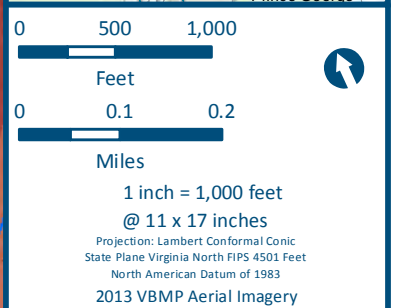 0 500 1,000
Feet
0 0.1 0.2
Miles
1 inch = 1,000 feet
@ 11 x 17 inches
Projection: Lambert Conformal Conic
State Plane Virginia North FIPS 4501 Feet
North American Datum of 1983
2013 VBMP Aerial Imagery